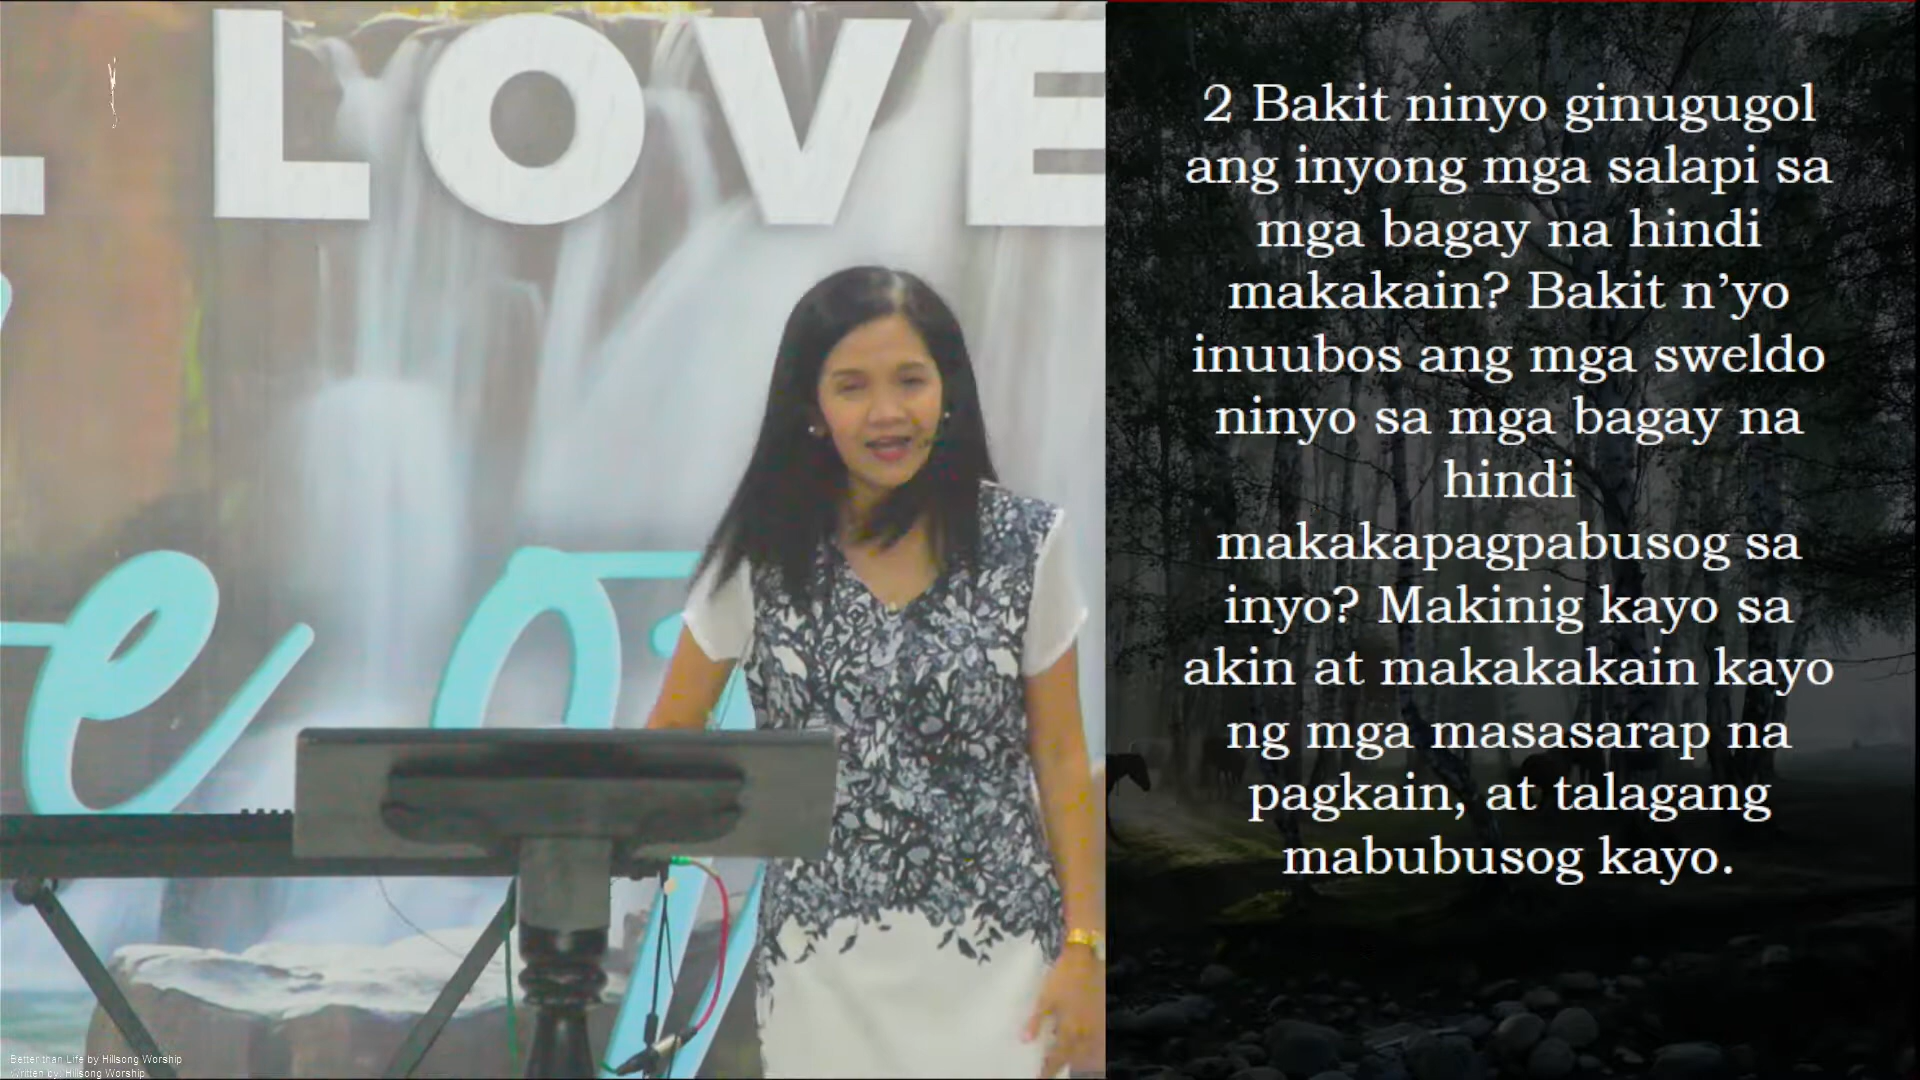 LOVE
2 Bakit ninyo ginugugol
ang inyong mga salapi sa
mga bagay na hindi
makakain? Bakit n’yo
inuubos ang mga sweldo
ninyo sa mga bagay na
hindi
makakapagpabusog sa
inyo? Makinig kayo sa
akin at makakakain kayo
ng mga masasarap na
pagkain, at talagang
mabubusog kayo.
Better than Life by Hillsong Worship
Written by: Hillsong Worship